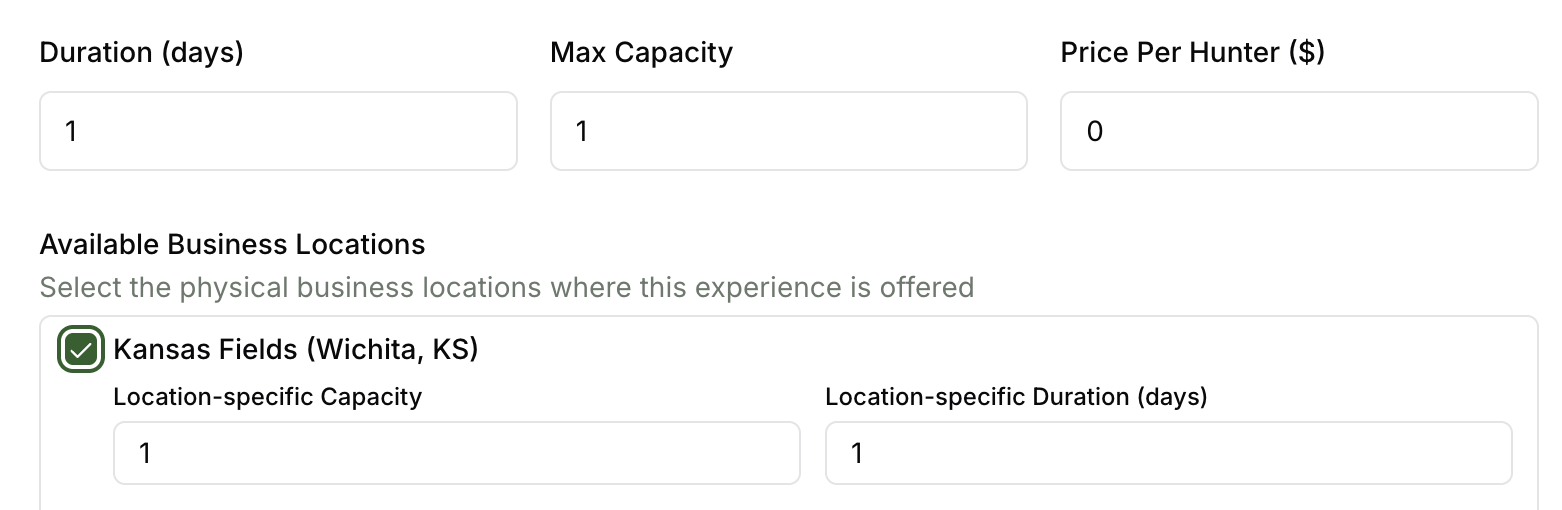 Duration (days) Max Capacity Price Per Hunter ($)
1 1 0
Available Business Locations
Select the physical business locations where this experience is offered
Kansas Fields (Wichita, KS)
Location-specific Capacity Location-specific Duration (days)
1 1